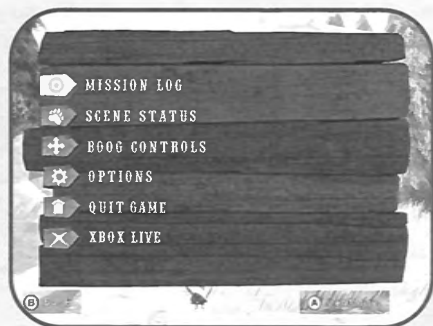 MISSION LOG
SCENE STATUS
BOOG CONTROLS
OPTIONS
QUIT GAME
XBOX LIVE
B
A